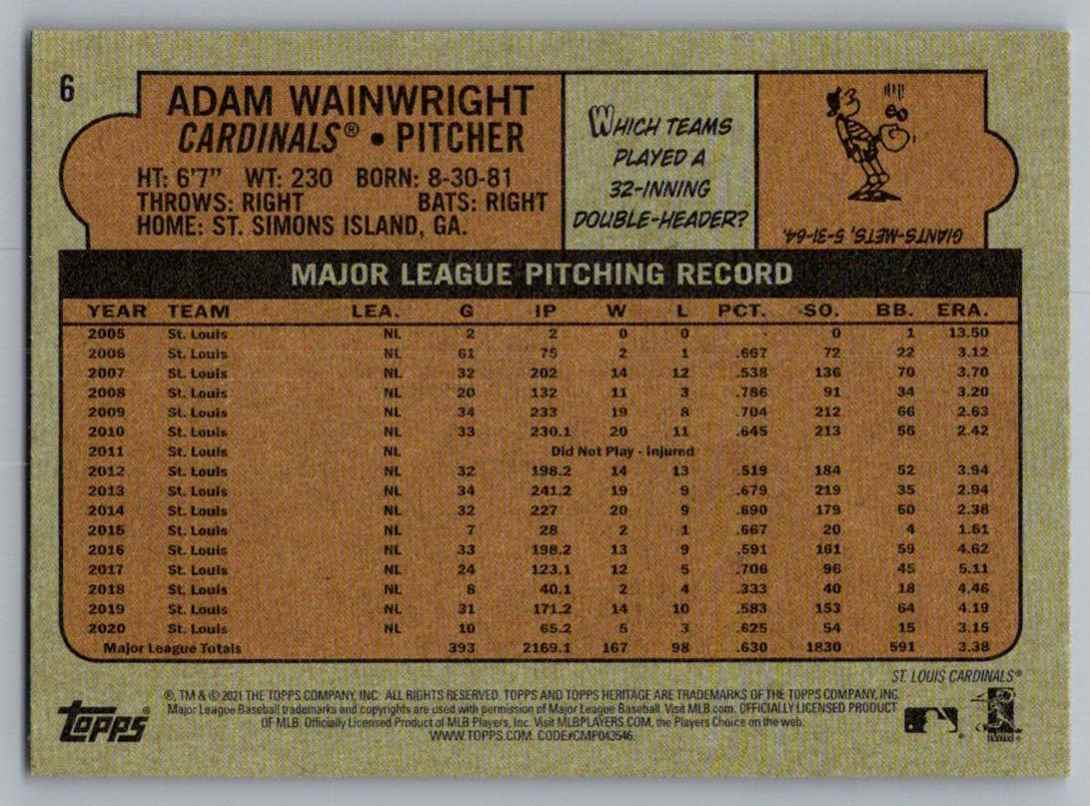 6
ADAM WAINWRIGHT
CARDINALS® • PITCHER
HT: 6'7" WT: 230 BORN: 8-30-81
THROWS: RIGHT BATS: RIGHT
HOME: ST. SIMONS ISLAND, GA.
WHICH TEAMS
PLAYED A
32-INNING
DOUBLE-HEADER?
GIANTS-METS, 5-31-64.
MAJOR LEAGUE PITCHING RECORD
YEAR TEAM LEA. G IP W L PCT. SO. BB. ERA.
2005 St. Louis NL 2 2 0 0 - 0 1 13.50
2006 St. Louis NL 61 75 2 1 .667 72 22 3.12
2007 St. Louis NL 32 202 14 12 .538 136 70 3.70
2008 St. Louis NL 20 132 11 3 .786 91 34 3.20
2009 St. Louis NL 34 233 19 8 .704 212 66 2.63
2010 St. Louis NL 33 230.1 20 11 .645 213 56 2.42
2011 St. Louis NL Did Not Play - Injured
2012 St. Louis NL 32 198.2 14 13 .519 184 52 3.94
2013 St. Louis NL 34 241.2 19 9 .679 219 35 2.94
2014 St. Louis NL 32 227 20 9 .690 179 50 2.38
2015 St. Louis NL 7 28 2 1 .667 20 4 1.61
2016 St. Louis NL 33 198.2 13 9 .591 161 59 4.62
2017 St. Louis NL 24 123.1 12 5 .706 96 45 5.11
2018 St. Louis NL 8 40.1 2 4 .333 40 18 4.46
2019 St. Louis NL 31 171.2 14 10 .583 153 64 4.19
2020 St. Louis NL 10 65.2 5 3 .625 54 15 3.15
Major League Totals 393 2169.1 167 98 .630 1830 591 3.38
ST. LOUIS CARDINALS®
®, TM & © 2021 THE TOPPS COMPANY, INC. ALL RIGHTS RESERVED. TOPPS AND TOPPS HERITAGE ARE TRADEMARKS OF THE TOPPS COMPANY, INC.
Major League Baseball trademarks and copyrights are used with permission of Major League Baseball. Visit MLB.com. OFFICIALLY LICENSED PRODUCT
OF MLB. Officially Licensed Product of MLB Players, Inc. Visit MLBPLAYERS.COM, the Players Choice on the web.
WWW.TOPPS.COM. CODE#CMP043546.
Topps